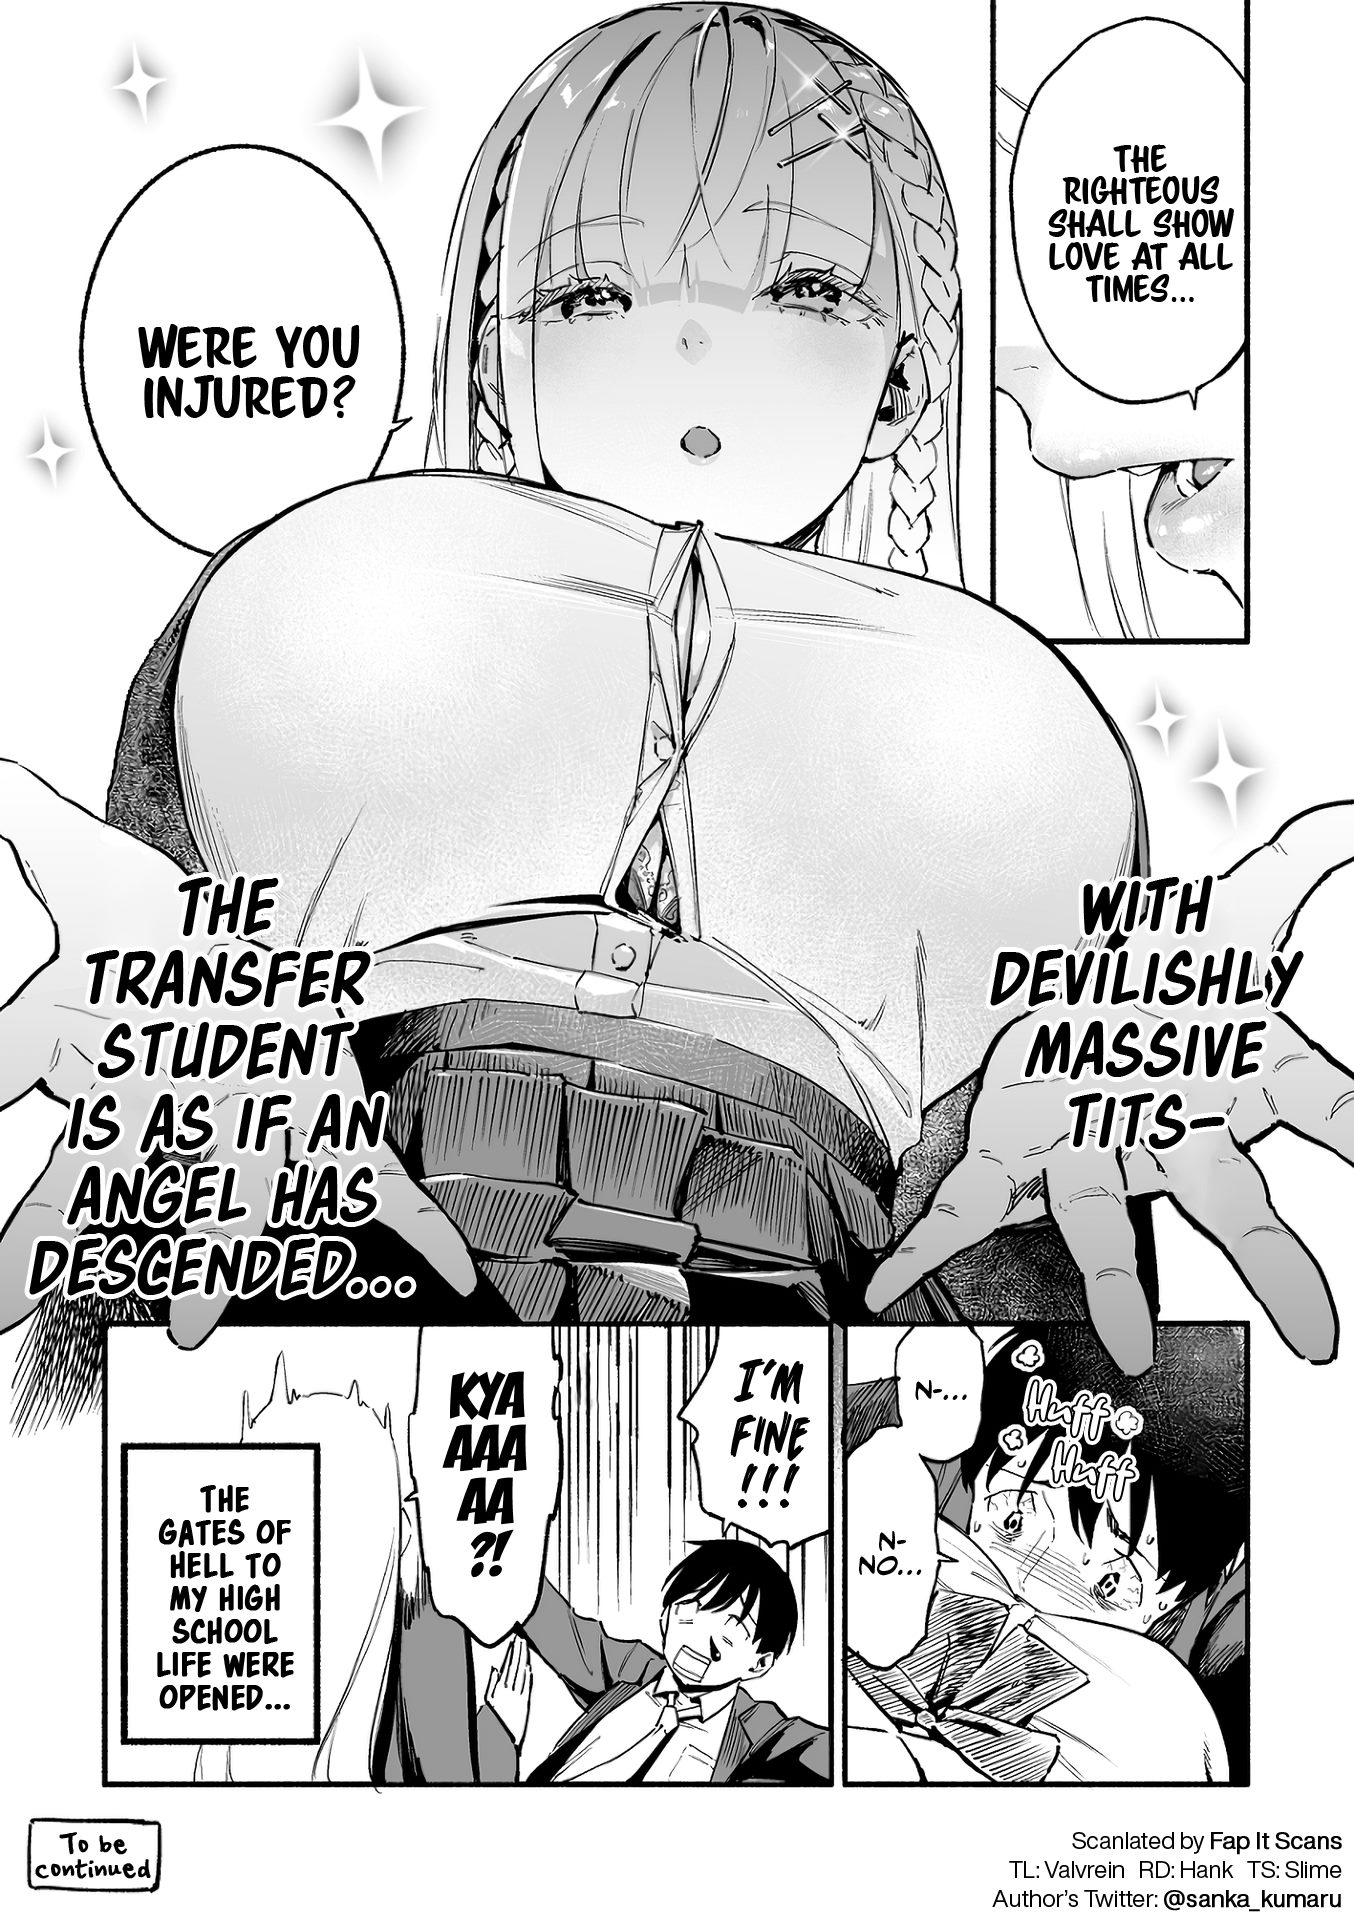 THE
RIGHTEOUS
SHALL SHOW
LOVE AT ALL
TIMES...
WERE YOU
INJURED?
WITH
DEVILISHLY
MASSIVE
TITS-
THE
TRANSFER
STUDENT
IS AS IF AN
ANGEL HAS
DESCENDED...
N-...
Huff
Huff
N-
NO...
I'M
FINE
!!!
KYA
AAAA
AA
?!
THE
GATES OF
HELL TO
MY HIGH
SCHOOL
LIFE WERE
OPENED...
To be
continued
Scanlated by Fap It Scans
TL: Valvrein RD: Hank TS: Slime
Author's Twitter: @sanka_kumaru